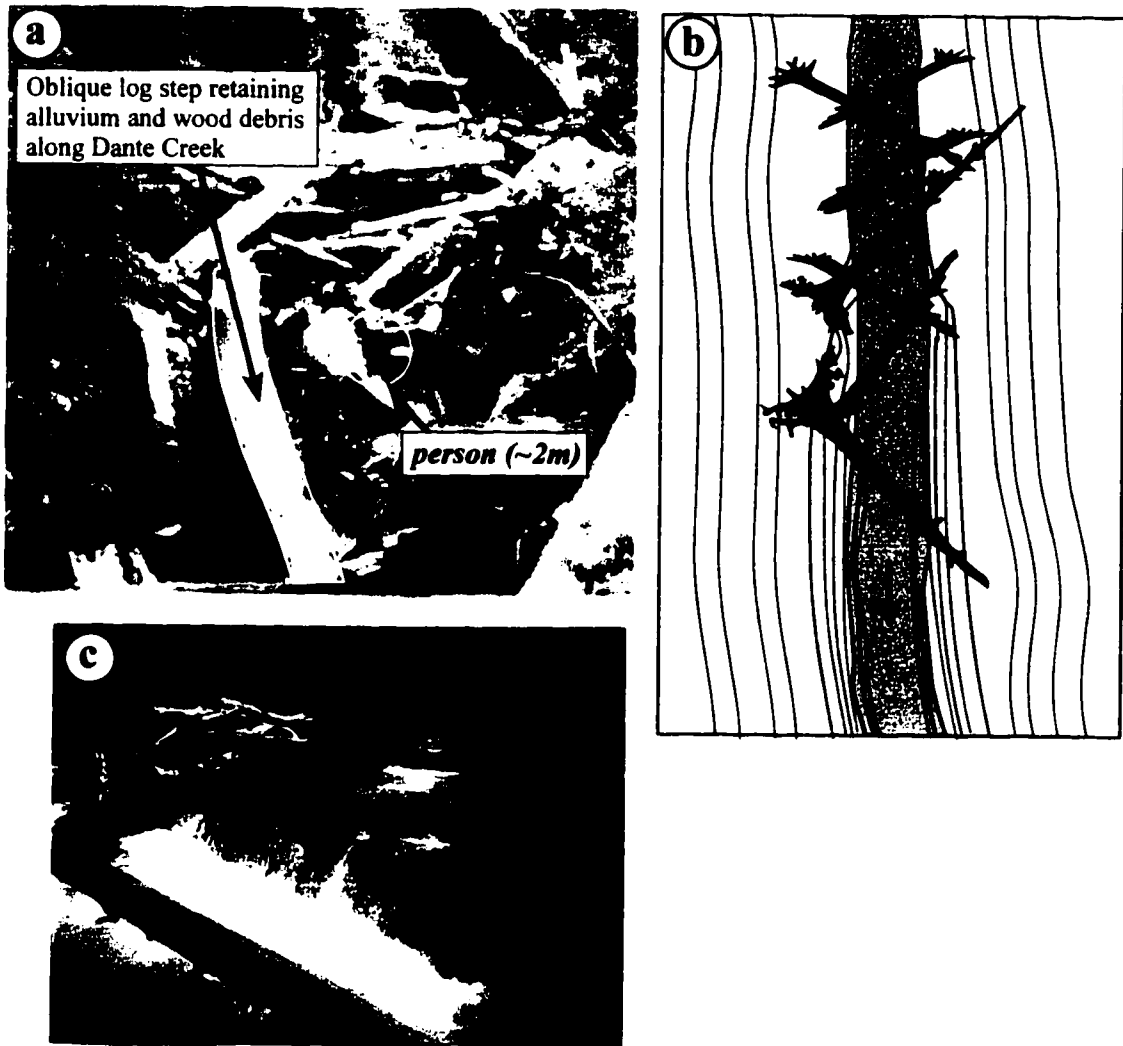 a
Oblique log step retaining
alluvium and wood debris
along Dante Creek
person (~2m)
b
c